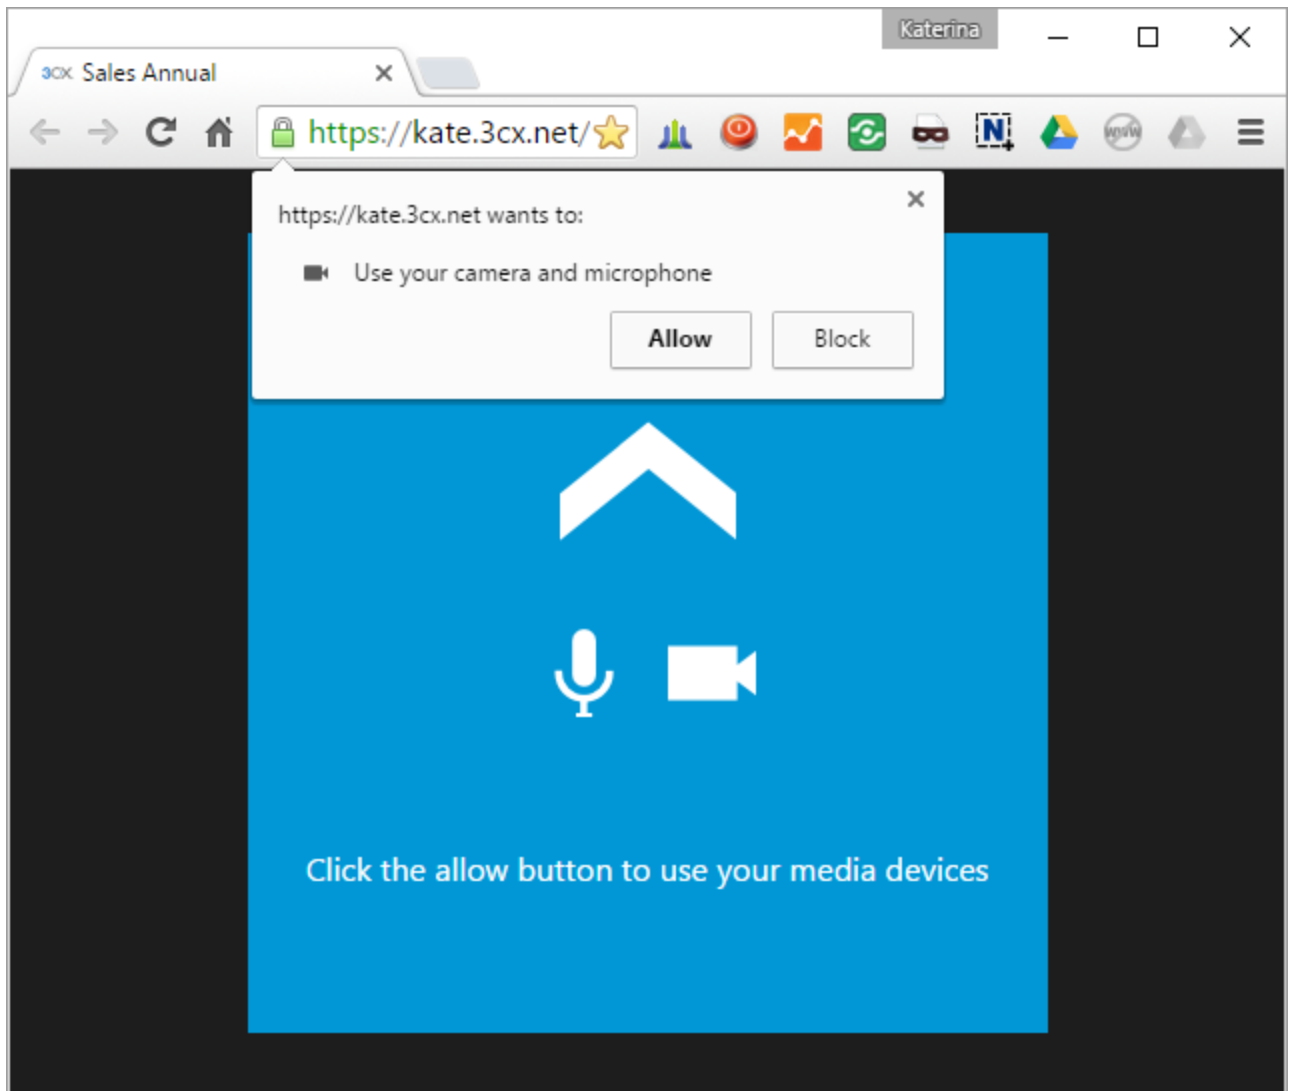 Katerina
3CX Sales Annual
https://kate.3cx.net/
N
https://kate.3cx.net wants to:
Use your camera and microphone
Allow Block
Click the allow button to use your media devices